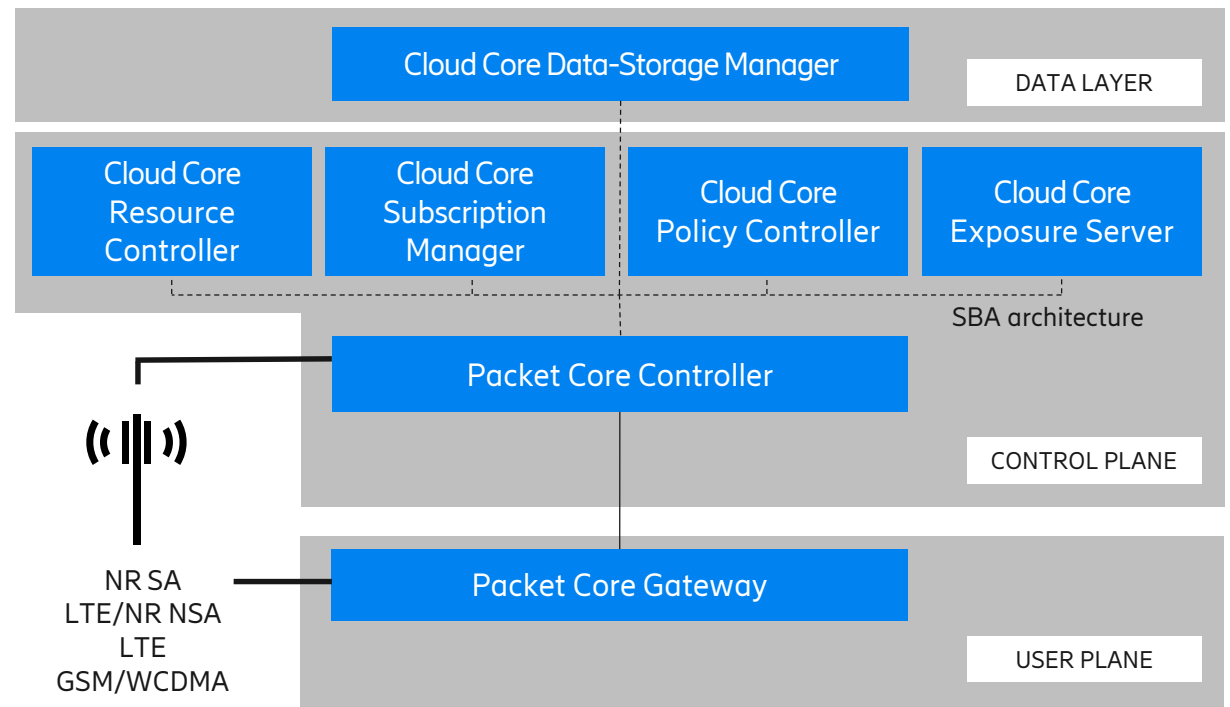 Cloud Core Data-Storage Manager
DATA LAYER
Cloud Core
Resource
Controller
Cloud Core
Subscription
Manager
Cloud Core
Policy Controller
Cloud Core
Exposure Server
SBA architecture
Packet Core Controller
CONTROL PLANE
NR SA
LTE/NR NSA
LTE
GSM/WCDMA
Packet Core Gateway
USER PLANE